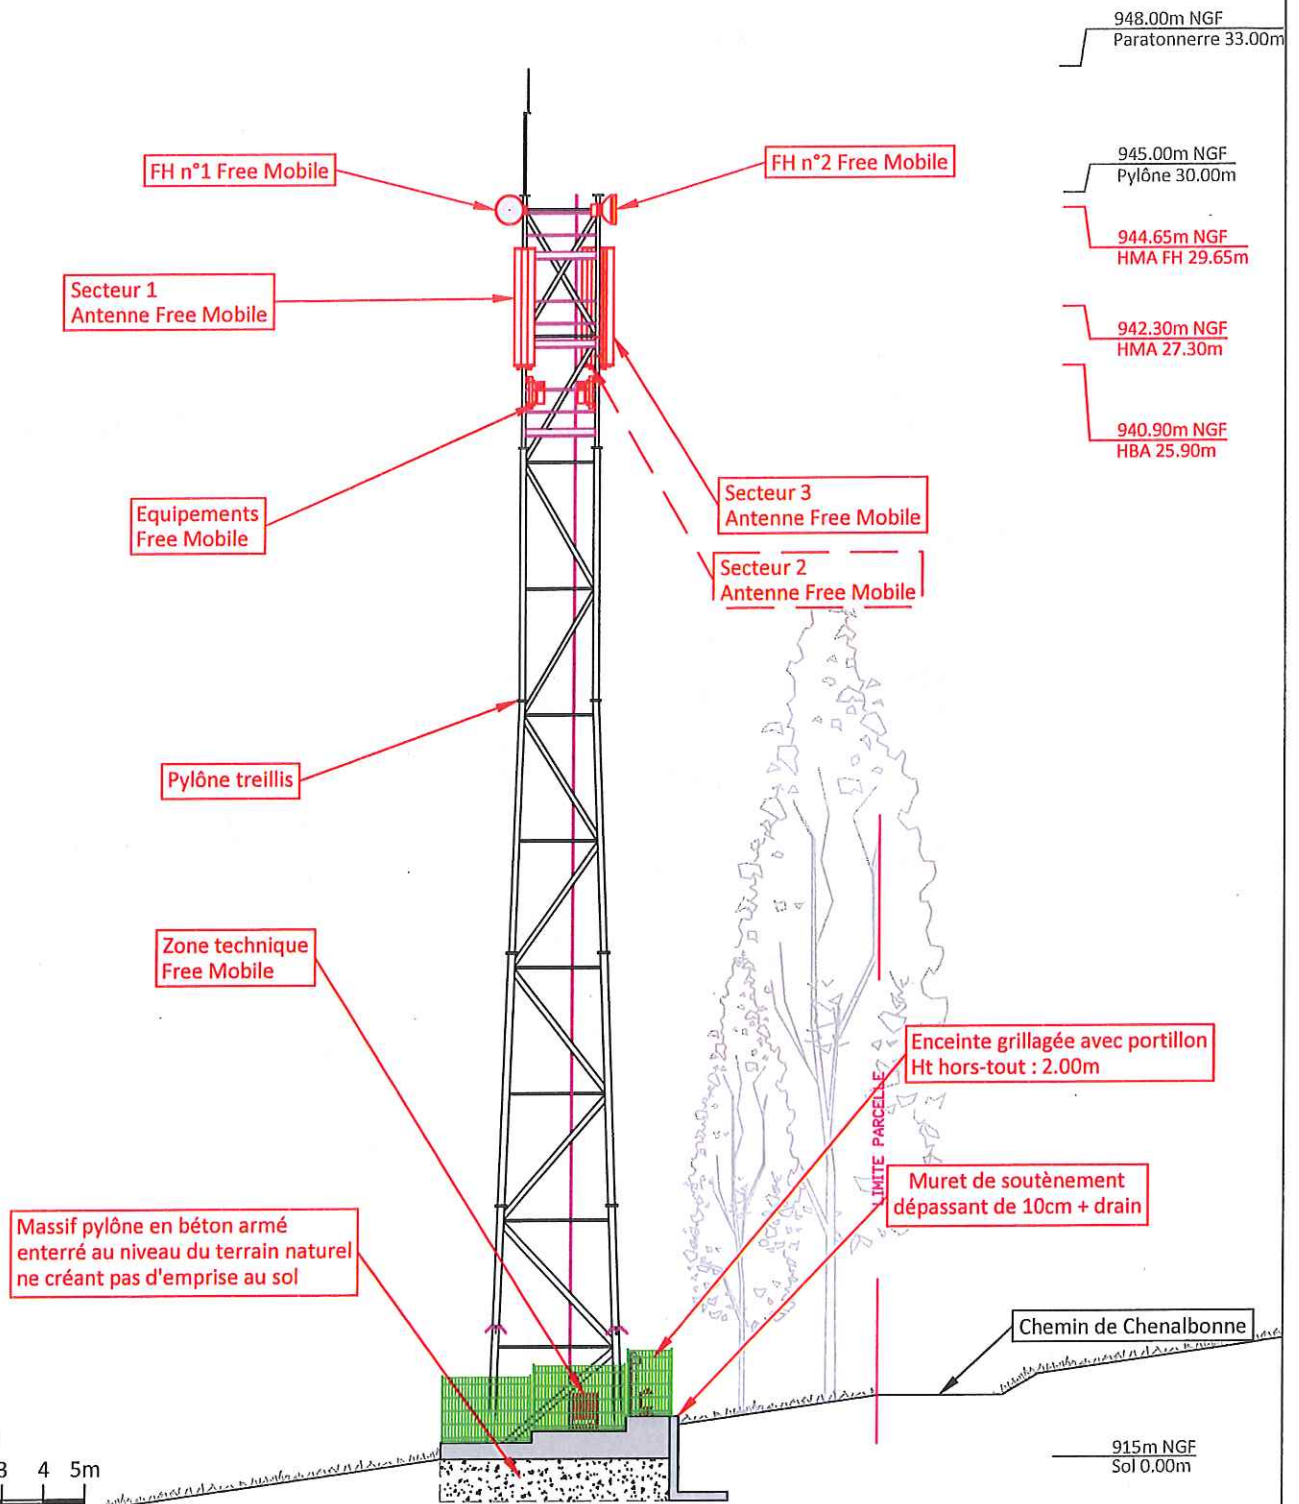 948.00m NGF
Paratonnerre 33.00m
FH n°1 Free Mobile
FH n°2 Free Mobile
945.00m NGF
Pylône 30.00m
944.65m NGF
HMA FH 29.65m
Secteur 1
Antenne Free Mobile
942.30m NGF
HMA 27.30m
940.90m NGF
HBA 25.90m
Equipements
Free Mobile
Secteur 3
Antenne Free Mobile
Secteur 2
Antenne Free Mobile
Pylône treillis
Zone technique
Free Mobile
Enceinte grillagée avec portillon
Ht hors-tout : 2.00m
LIMITE PARCELLE
Muret de soutènement
dépassant de 10cm + drain
Massif pylône en béton armé
enterré au niveau du terrain naturel
ne créant pas d'emprise au sol
Chemin de Chenalbonne
915m NGF
Sol 0.00m
3 4 5m